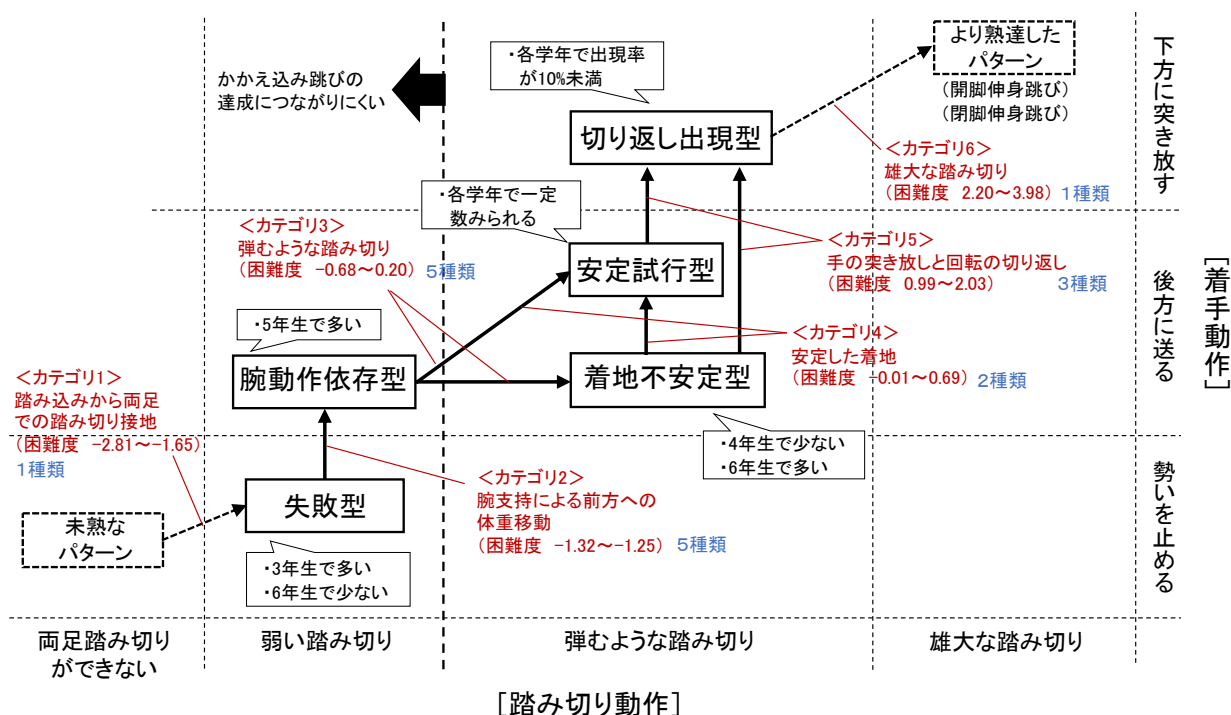 かかえ込み跳びの
達成につながりにくい
・各学年で出現率
が10%未満
より熟達した
パターン
（開脚伸身跳び）
（閉脚伸身跳び）
下方に突き放す
切り返し出現型
＜カテゴリ6＞
雄大な踏み切り
（困難度 2.20～3.98） 1種類
・各学年で一定
数みられる
＜カテゴリ3＞
弾むような踏み切り
（困難度 -0.68～0.20） 5種類
安定試行型
＜カテゴリ5＞
手の突き放しと回転の切り返し
（困難度 0.99～2.03） 3種類
後方に送る
［着手動作］
・5年生で多い
腕動作依存型
着地不安定型
＜カテゴリ4＞
安定した着地
（困難度 -0.01～0.69） 2種類
＜カテゴリ1＞
踏み込みから両足
での踏み切り接地
（困難度 -2.81～-1.65）
1種類
・4年生で少ない
・6年生で多い
未熟な
パターン
失敗型
＜カテゴリ2＞
腕支持による前方への
体重移動
（困難度 -1.32～-1.25） 5種類
勢いを止める
・3年生で多い
・6年生で少ない
両足踏み切り
ができない
弱い踏み切り
弾むような踏み切り
雄大な踏み切り
［踏み切り動作］